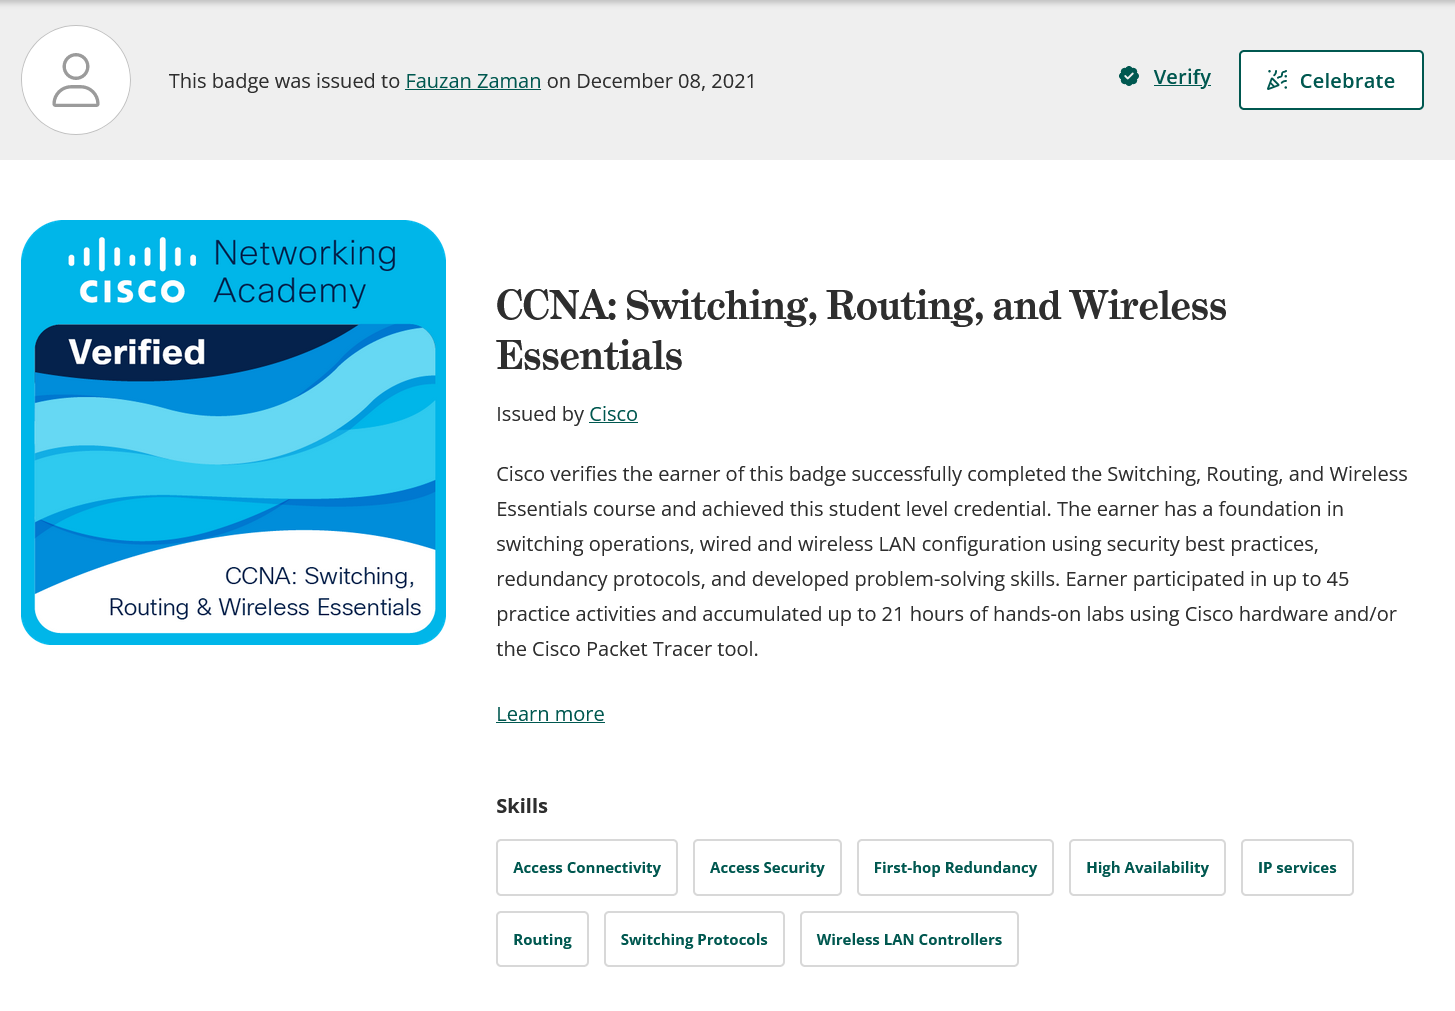 This badge was issued to Fauzan Zaman on December 08, 2021
Verify
Celebrate
CISCO
Networking
Academy
Verified
CCNA: Switching,
Routing & Wireless Essentials
CCNA: Switching, Routing, and Wireless
Essentials
Issued by Cisco
Cisco verifies the earner of this badge successfully completed the Switching, Routing, and Wireless
Essentials course and achieved this student level credential. The earner has a foundation in
switching operations, wired and wireless LAN configuration using security best practices,
redundancy protocols, and developed problem-solving skills. Earner participated in up to 45
practice activities and accumulated up to 21 hours of hands-on labs using Cisco hardware and/or
the Cisco Packet Tracer tool.
Learn more
Skills
Access Connectivity
Access Security
First-hop Redundancy
High Availability
IP services
Routing
Switching Protocols
Wireless LAN Controllers